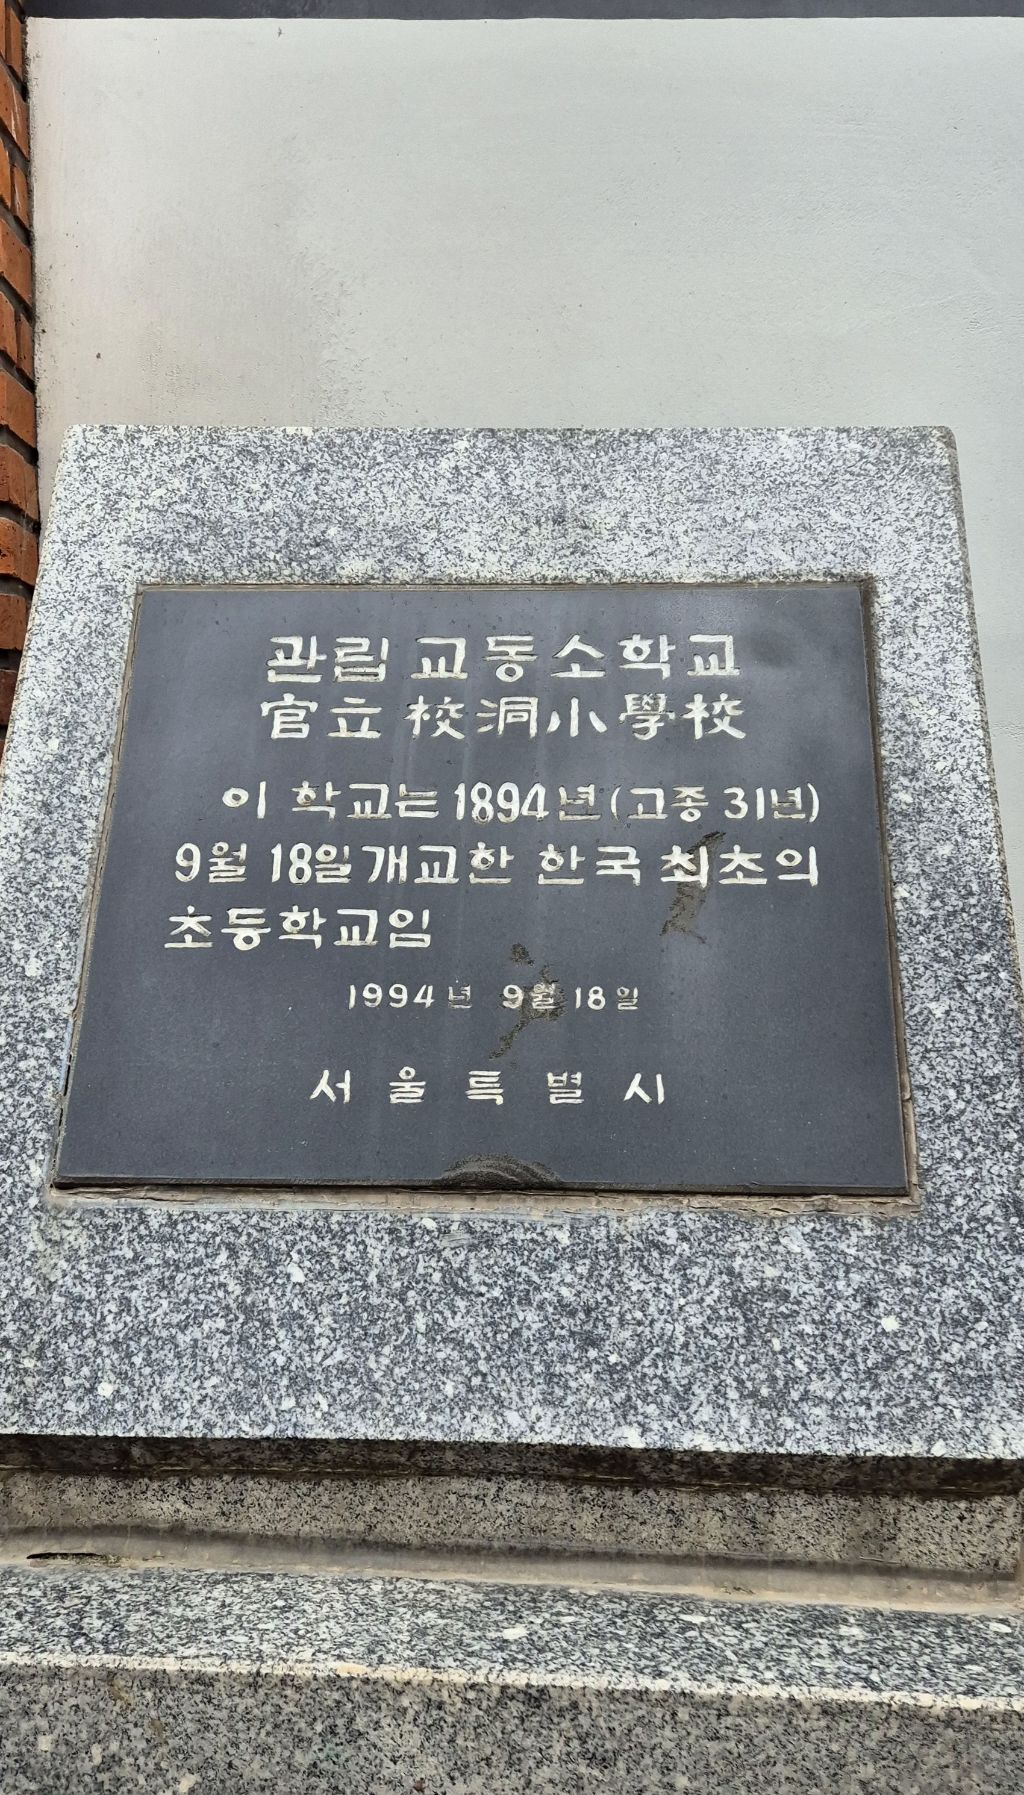 관립 교동소학교
官立 校洞小學校
이 학교는 1894년(고종 31년)
9월 18일 개교한 한국 최초의
초등학교임
1994년 9월 18일
서울특별시